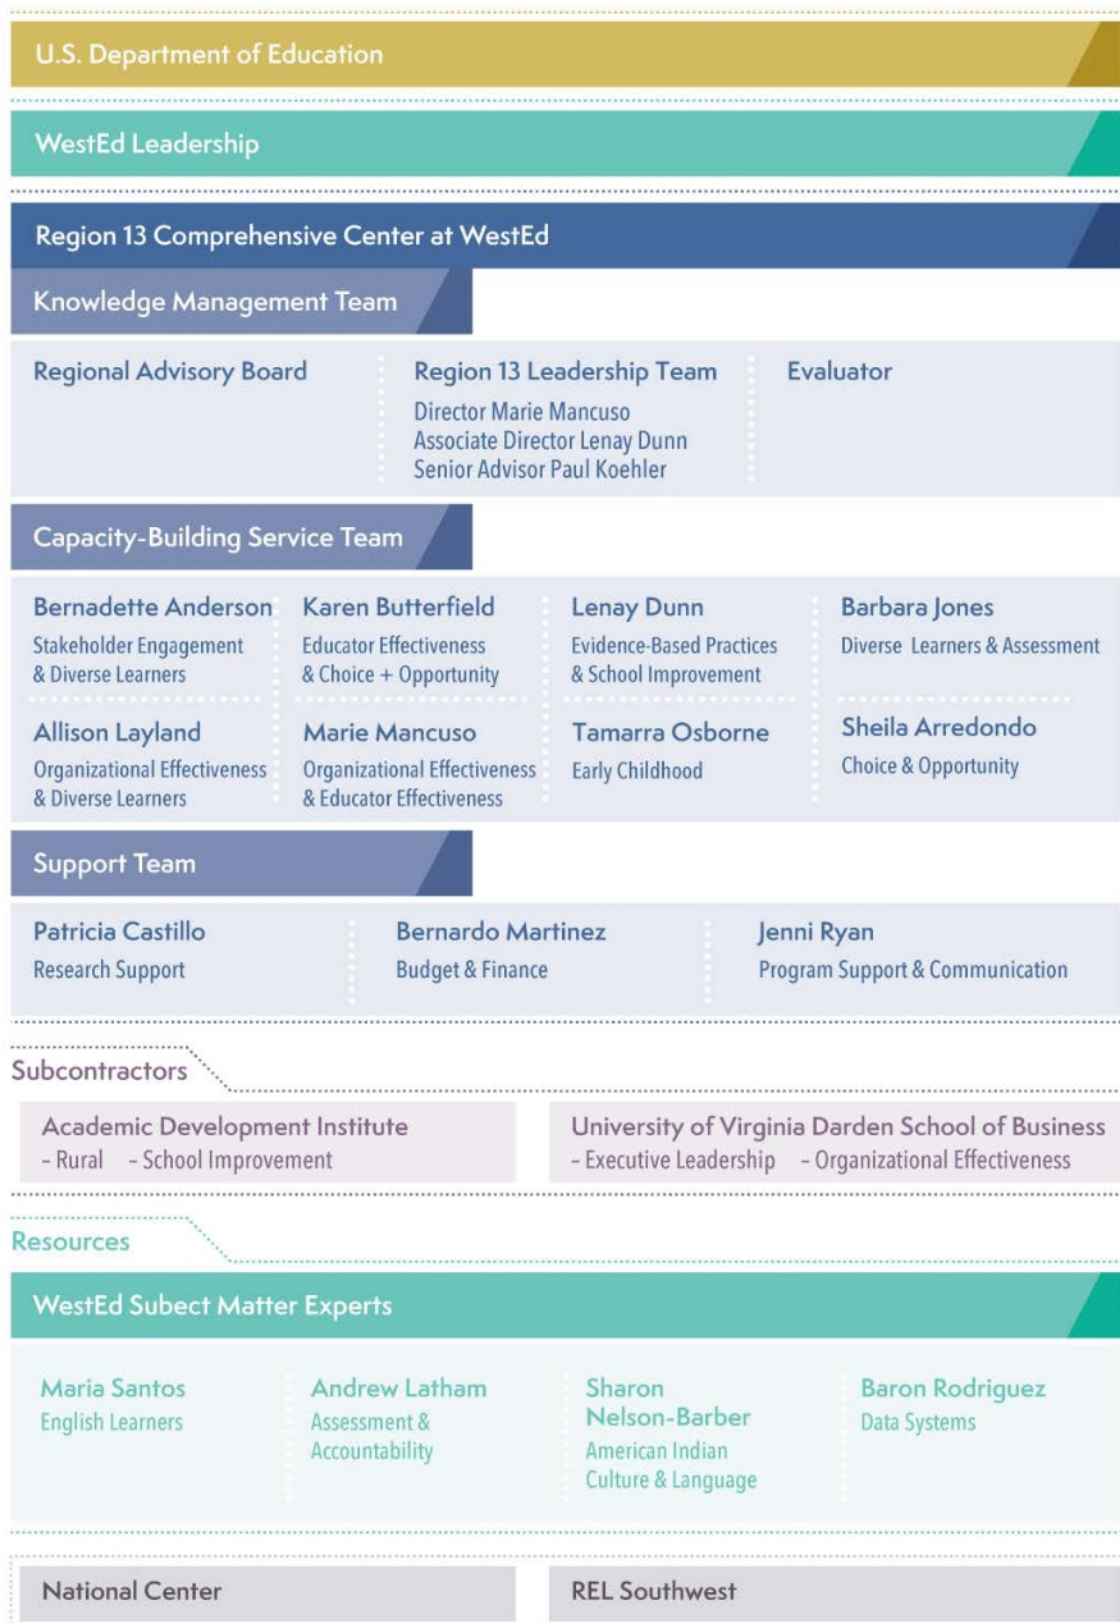 U.S. Department of Education
WestEd Leadership
Region 13 Comprehensive Center at WestEd
Knowledge Management Team
Regional Advisory Board
Region 13 Leadership Team
Director Marie Mancuso
Associate Director Lenay Dunn
Senior Advisor Paul Koehler
Evaluator
Capacity-Building Service Team
Bernadette Anderson
Stakeholder Engagement
& Diverse Learners
Karen Butterfield
Educator Effectiveness
& Choice + Opportunity
Lenay Dunn
Evidence-Based Practices
& School Improvement
Barbara Jones
Diverse Learners & Assessment
Allison Layland
Organizational Effectiveness
& Diverse Learners
Marie Mancuso
Organizational Effectiveness
& Educator Effectiveness
Tamarra Osborne
Early Childhood
Sheila Arredondo
Choice & Opportunity
Support Team
Patricia Castillo
Research Support
Bernardo Martinez
Budget & Finance
Jenni Ryan
Program Support & Communication
Subcontractors
Academic Development Institute
– Rural – School Improvement
University of Virginia Darden School of Business
– Executive Leadership – Organizational Effectiveness
Resources
WestEd Subect Matter Experts
Maria Santos
English Learners
Andrew Latham
Assessment &
Accountability
Sharon
Nelson-Barber
American Indian
Culture & Language
Baron Rodriguez
Data Systems
National Center
REL Southwest